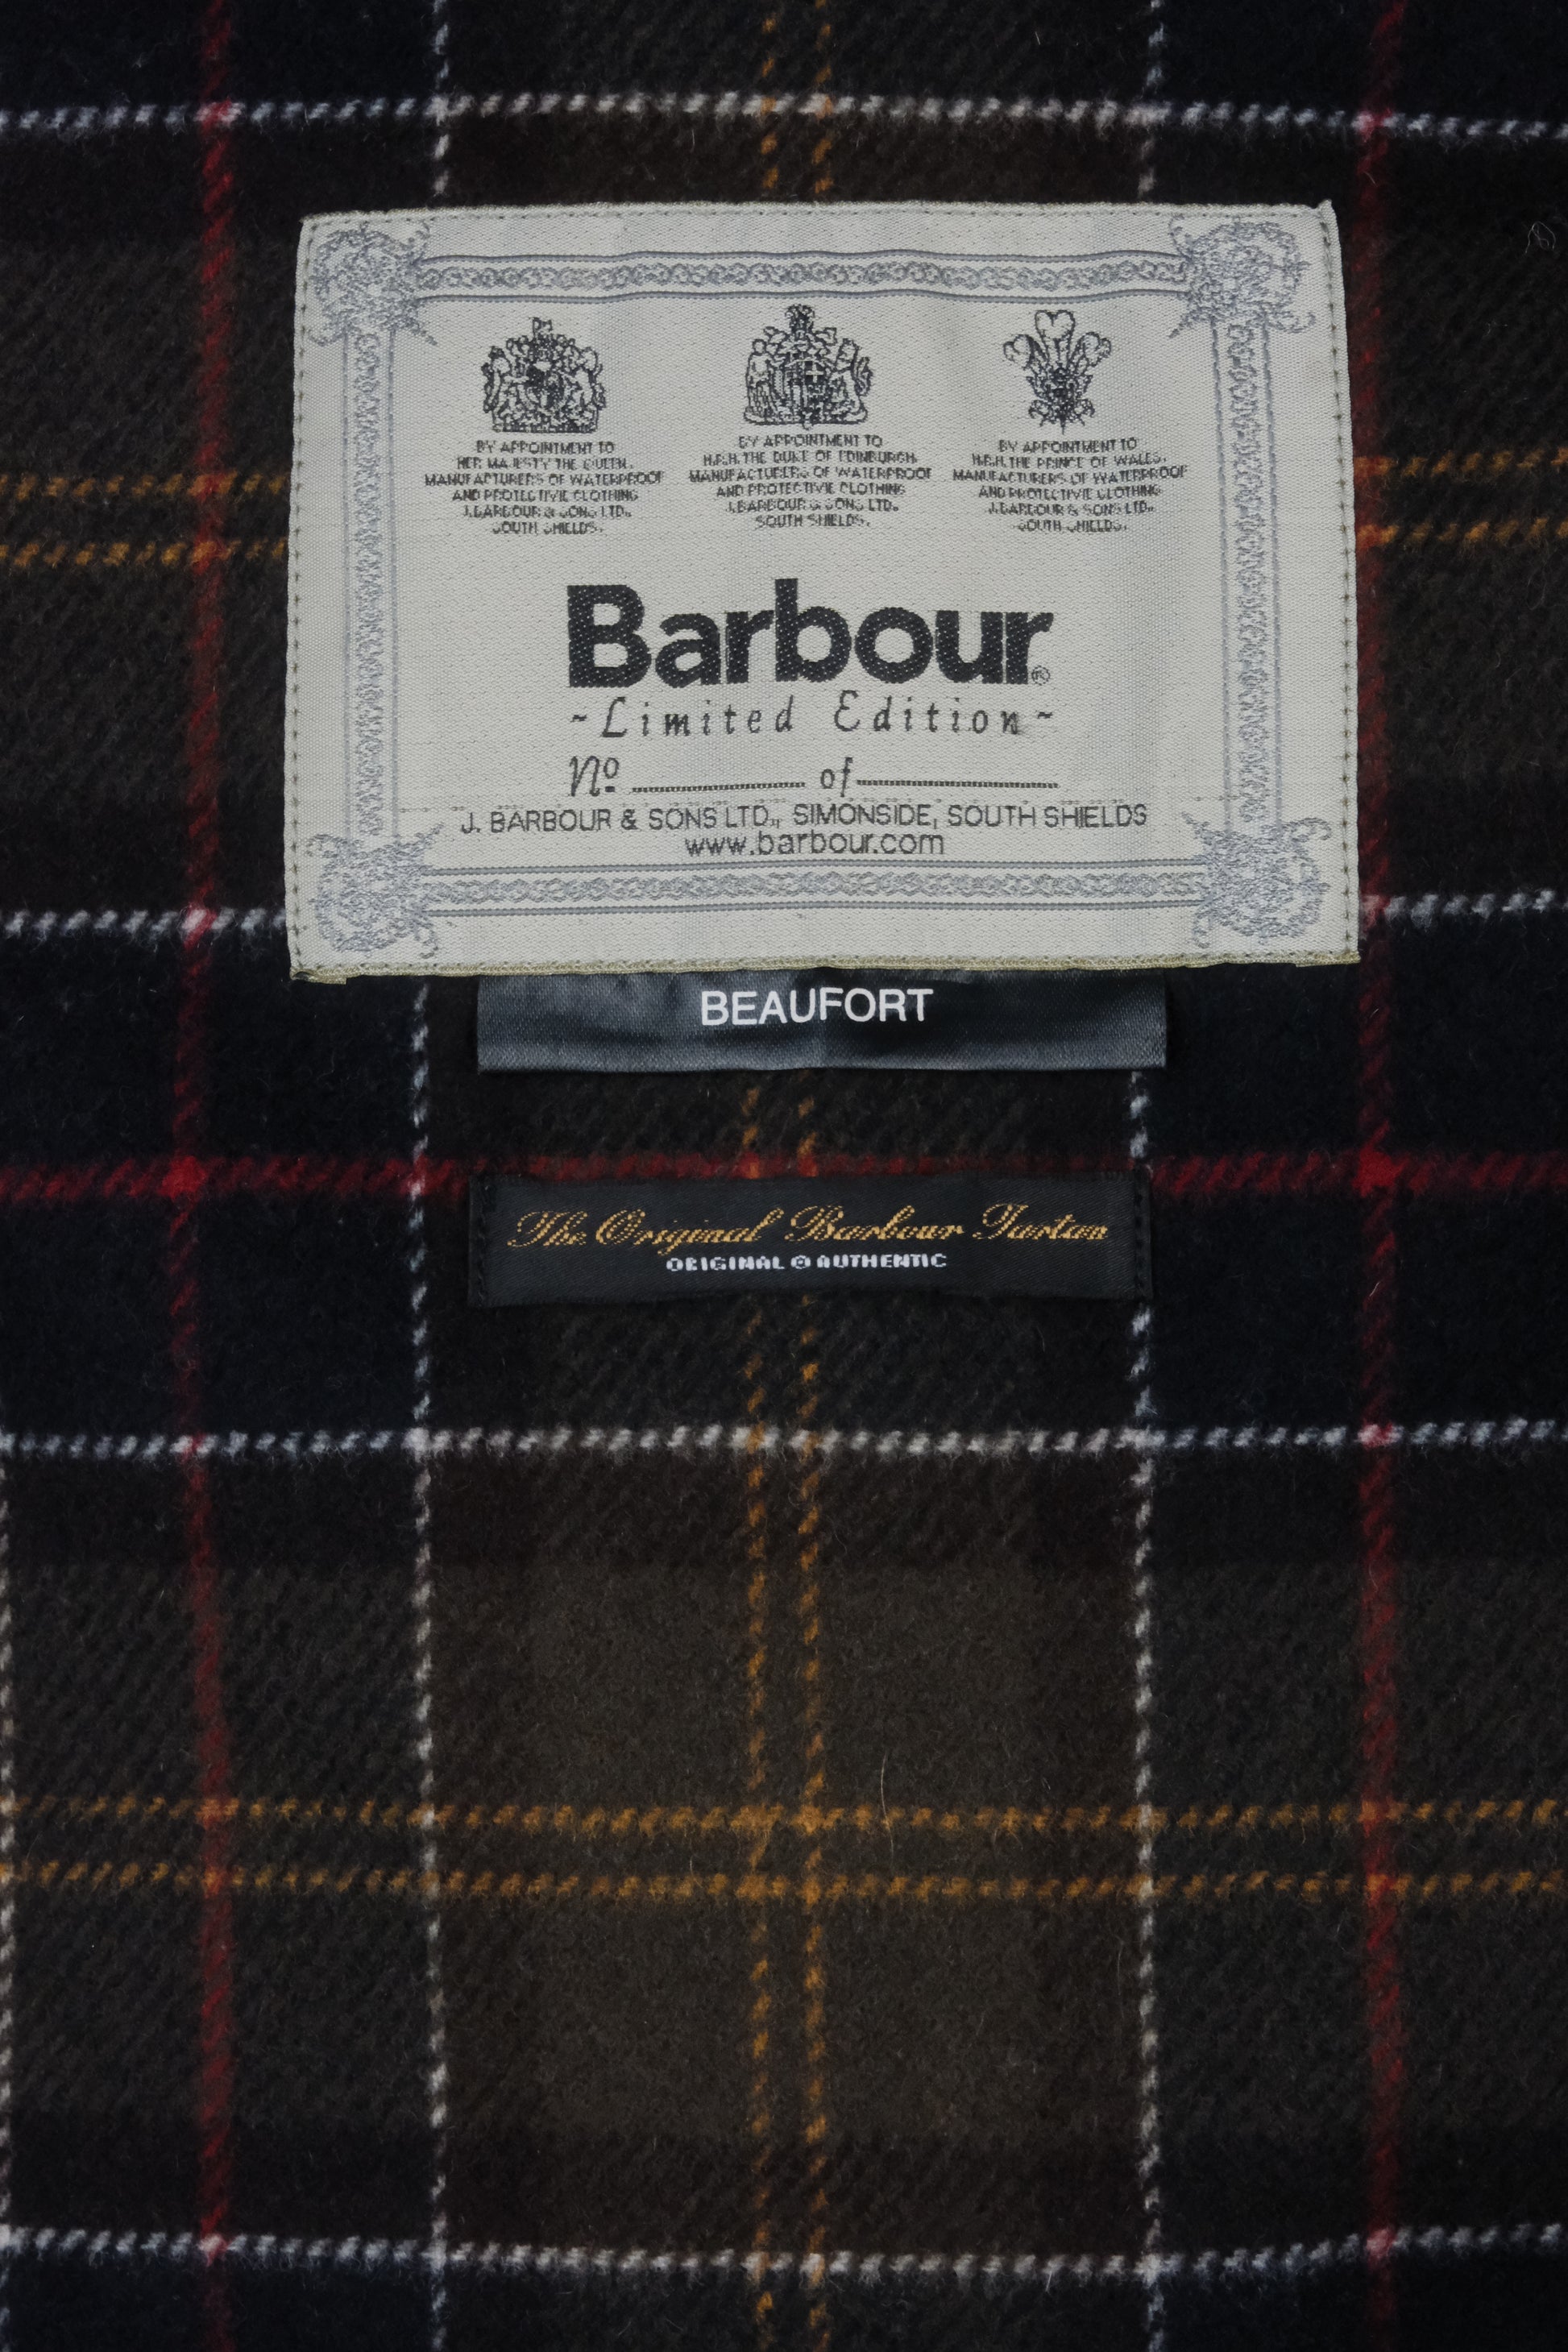 BY APPOINTMENT TO
HER MAJESTY THE QUEEN.
MANUFACTURERS OF WATERPROOF
AND PROTECTIVE CLOTHING
J.BARBOUR & SONS LTD.
SOUTH SHIELDS.
BY APPOINTMENT TO
H.R.H. THE DUKE OF EDINBURGH.
MANUFACTURERS OF WATERPROOF
AND PROTECTIVE CLOTHING
J.BARBOUR & SONS LTD.
SOUTH SHIELDS.
BY APPOINTMENT TO
H.R.H. THE PRINCE OF WALES.
MANUFACTURERS OF WATERPROOF
AND PROTECTIVE CLOTHING
J.BARBOUR & SONS LTD.
SOUTH SHIELDS.
Barbour®
~Limited Edition~
Nº ________ of ________
J. BARBOUR & SONS LTD., SIMONSIDE, SOUTH SHIELDS
www.barbour.com
BEAUFORT
The Original Barbour Tartan
ORIGINAL @ AUTHENTIC